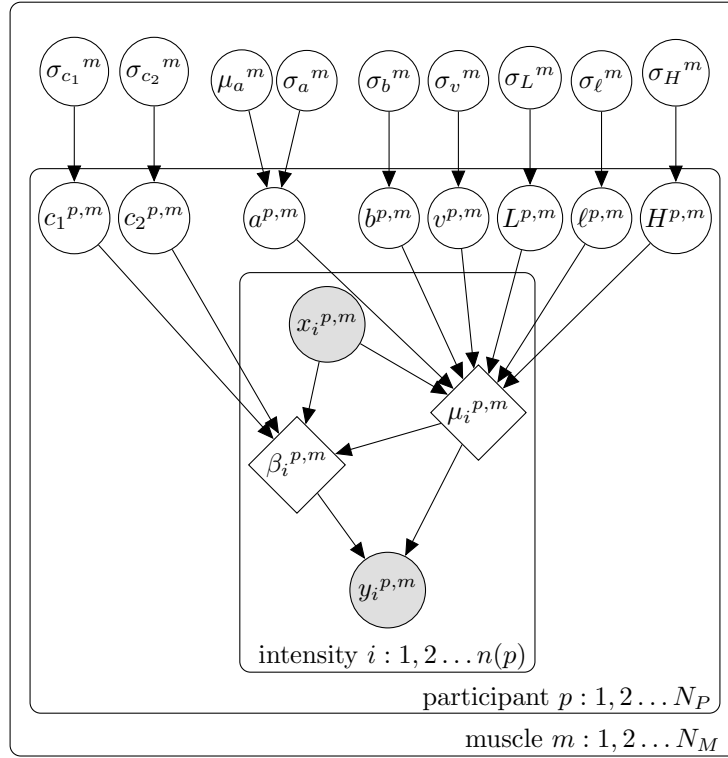 σ_{c_1}^m σ_{c_2}^m μ_a^m σ_a^m σ_b^m σ_v^m σ_L^m σ_ℓ^m σ_H^m
c_1^{p,m} c_2^{p,m} a^{p,m} b^{p,m} v^{p,m} L^{p,m} ℓ^{p,m} H^{p,m}
x_i^{p,m}
μ_i^{p,m}
β_i^{p,m}
y_i^{p,m}
intensity i : 1, 2 … n(p)
participant p : 1, 2 … N_P
muscle m : 1, 2 … N_M